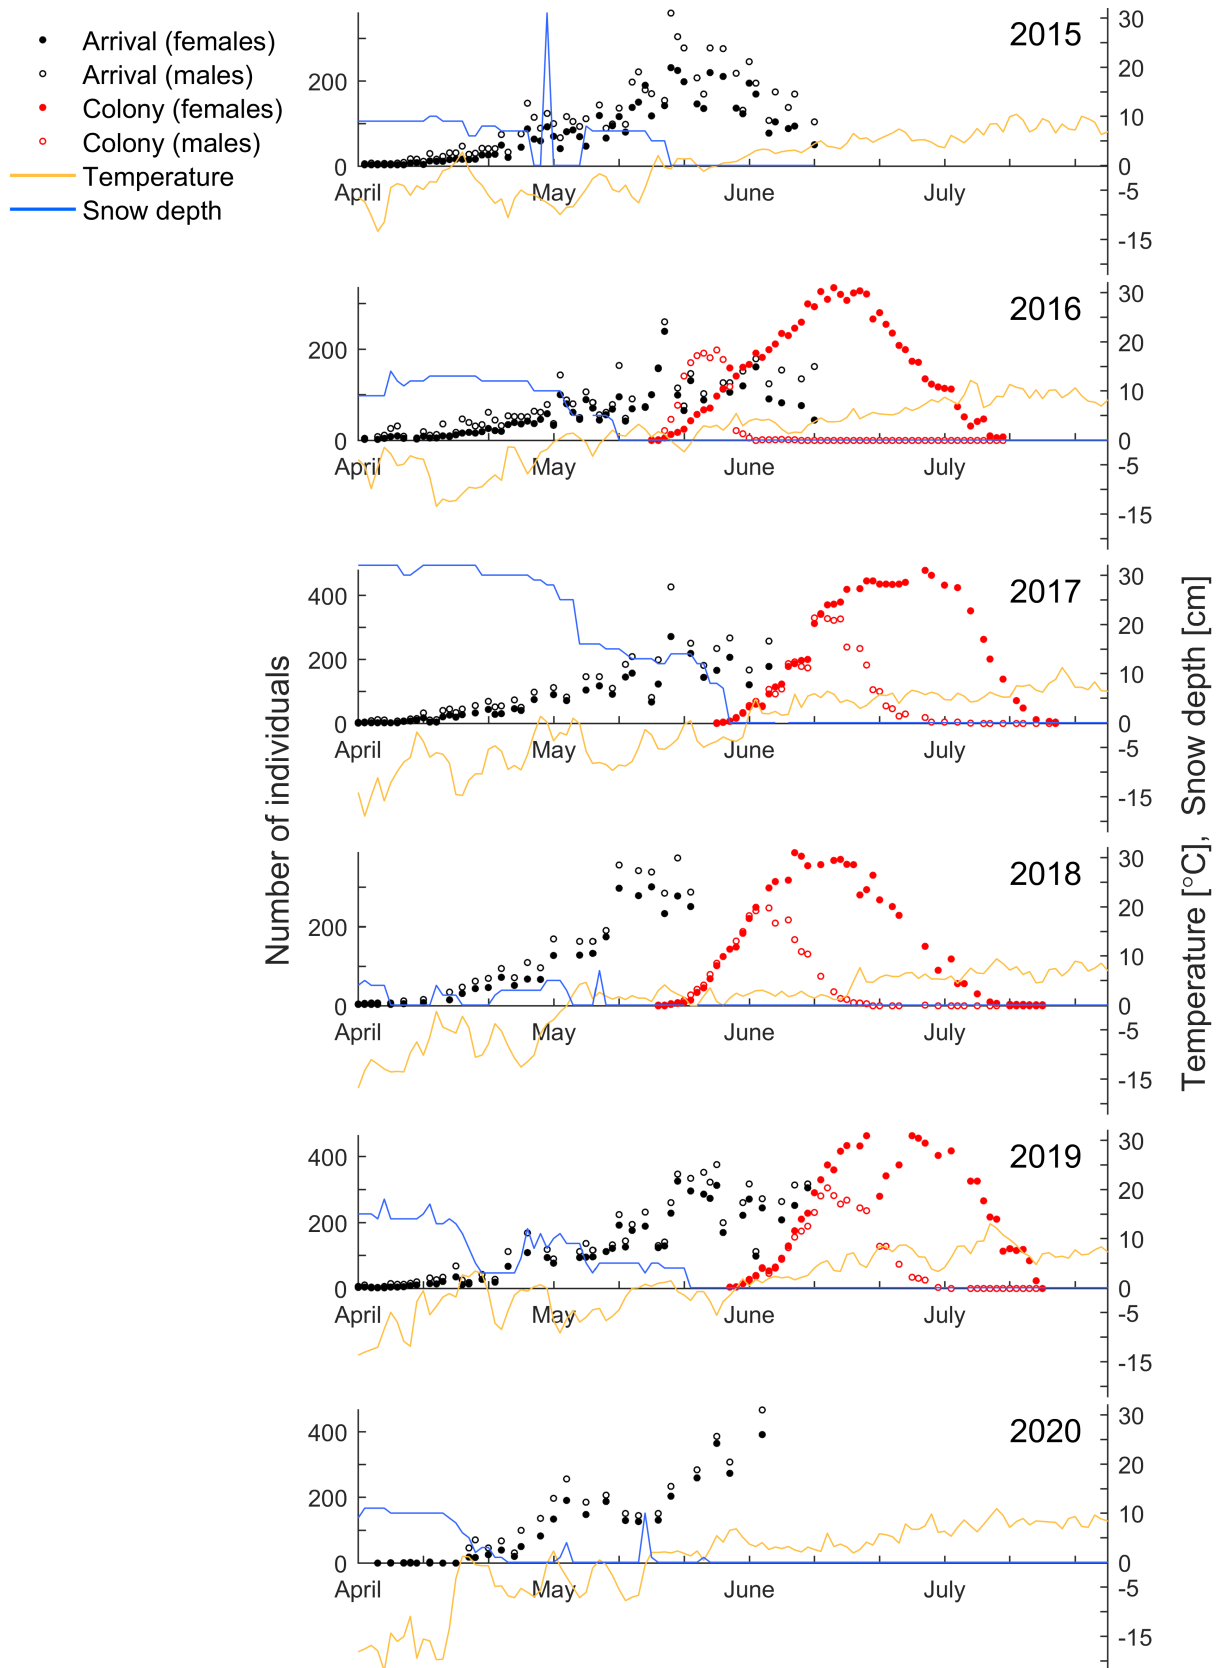 Arrival (females)
Arrival (males)
Colony (females)
Colony (males)
Temperature
Snow depth
Number of individuals
Temperature [°C], Snow depth [cm]
2015
200
0
April
May
June
July
30
20
10
0
-5
-15
2016
200
0
April
May
June
July
30
20
10
0
-5
-15
2017
400
200
0
April
May
June
July
30
20
10
0
-5
-15
2018
200
0
April
May
June
July
30
20
10
0
-5
-15
2019
400
200
0
April
May
June
July
30
20
10
0
-5
-15
2020
400
200
0
April
May
June
July
30
20
10
0
-5
-15